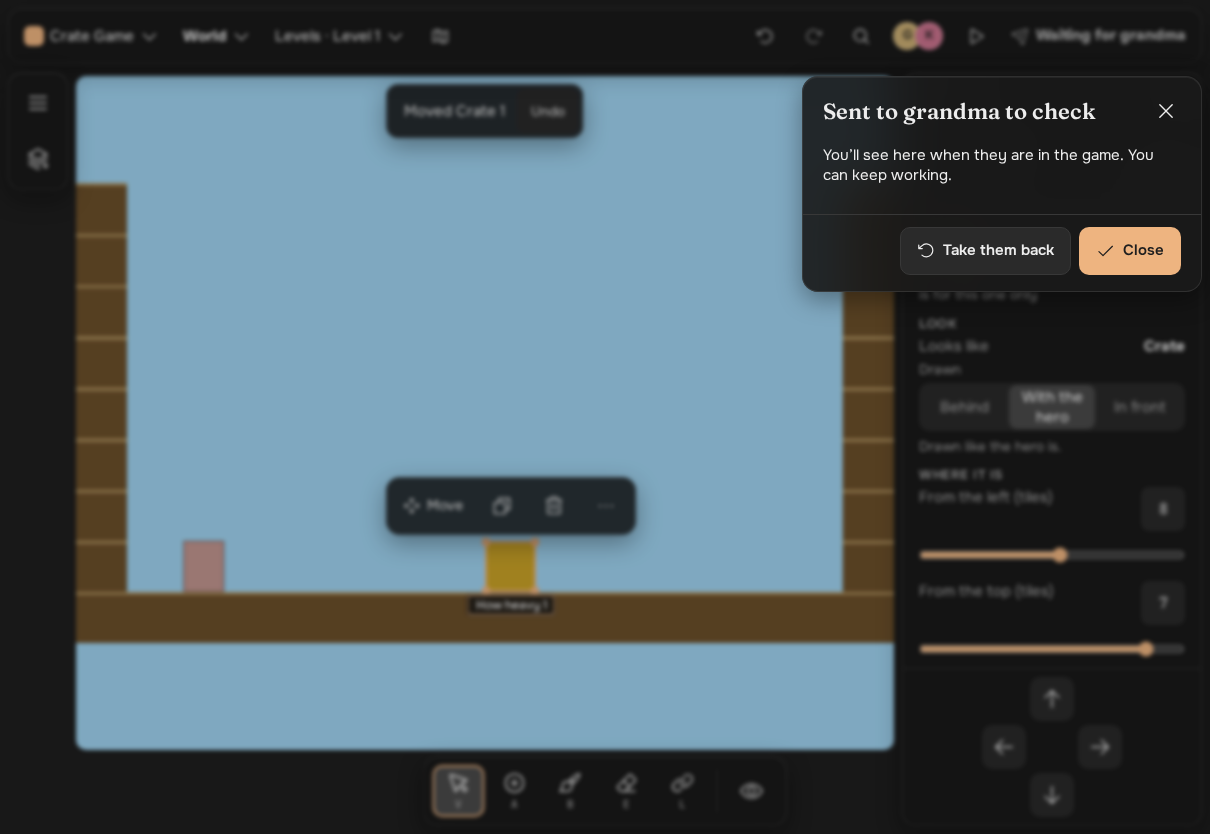 Crate Game
World
Levels · Level 1
Waiting for grandma
Moved Crate 1
Undo
Sent to grandma to check
You'll see here when they are in the game. You
can keep working.
Take them back
Close
is for this one only
LOOK
Looks like
Crate
Drawn
Behind
With the
hero
In front
Drawn like the hero is.
WHERE IT IS
From the left (tiles)
8
From the top (tiles)
7
Move
How heavy 1
V
A
B
E
L